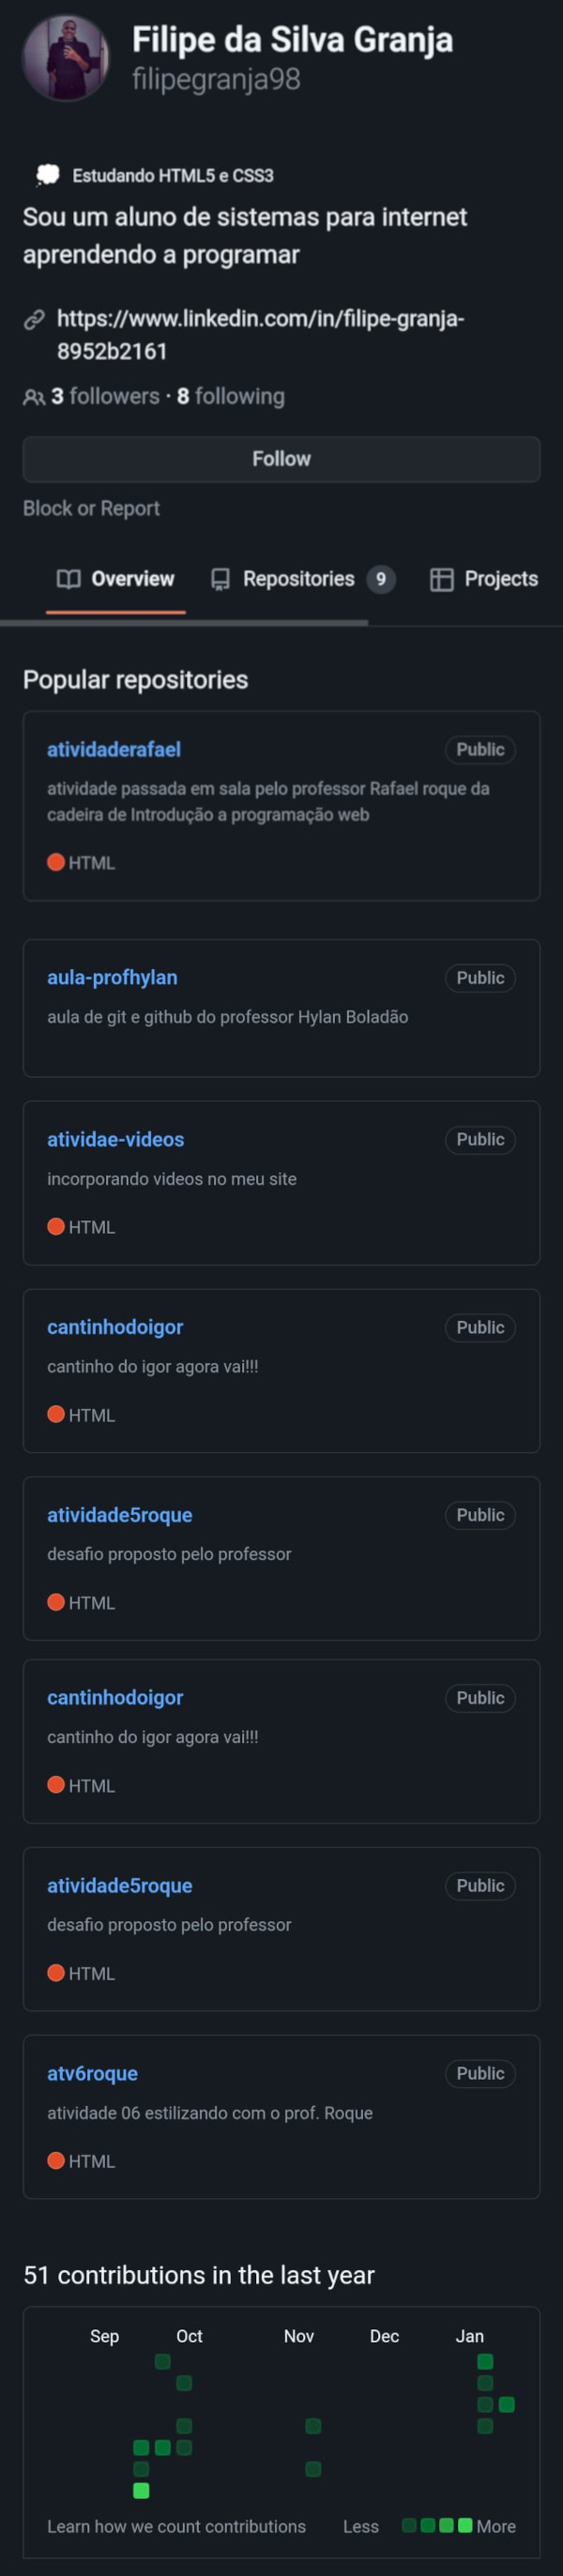 Filipe da Silva Granja
filipegranja98
Estudando HTML5 e CSS3
Sou um aluno de sistemas para internet
aprendendo a programar
https://www.linkedin.com/in/filipe-granja-
8952b2161
3 followers · 8 following
Follow
Block or Report
Overview Repositories 9 Projects
Popular repositories
atividaderafael Public
atividade passada em sala pelo professor Rafael roque da
cadeira de Introdução a programação web
HTML
aula-profhylan Public
aula de git e github do professor Hylan Boladão
atividae-videos Public
incorporando videos no meu site
HTML
cantinhodoigor Public
cantinho do igor agora vai!!!
HTML
atividade5roque Public
desafio proposto pelo professor
HTML
cantinhodoigor Public
cantinho do igor agora vai!!!
HTML
atividade5roque Public
desafio proposto pelo professor
HTML
atv6roque Public
atividade 06 estilizando com o prof. Roque
HTML
51 contributions in the last year
Sep Oct Nov Dec Jan
Learn how we count contributions Less More